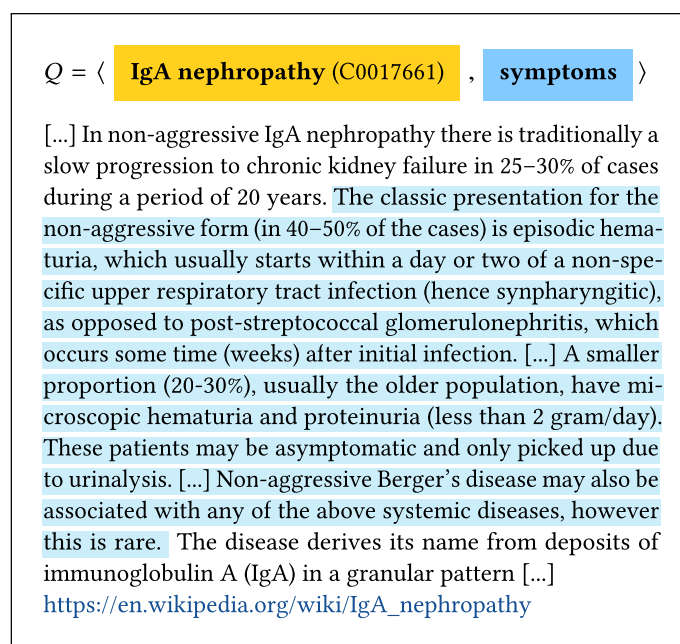 Q = ⟨ IgA nephropathy (C0017661) , symptoms ⟩
[...] In non-aggressive IgA nephropathy there is traditionally a
slow progression to chronic kidney failure in 25–30% of cases
during a period of 20 years. The classic presentation for the
non-aggressive form (in 40–50% of the cases) is episodic hema-
turia, which usually starts within a day or two of a non-spe-
cific upper respiratory tract infection (hence synpharyngitic),
as opposed to post-streptococcal glomerulonephritis, which
occurs some time (weeks) after initial infection. [...] A smaller
proportion (20-30%), usually the older population, have mi-
croscopic hematuria and proteinuria (less than 2 gram/day).
These patients may be asymptomatic and only picked up due
to urinalysis. [...] Non-aggressive Berger's disease may also be
associated with any of the above systemic diseases, however
this is rare. The disease derives its name from deposits of
immunoglobulin A (IgA) in a granular pattern [...]
https://en.wikipedia.org/wiki/IgA_nephropathy